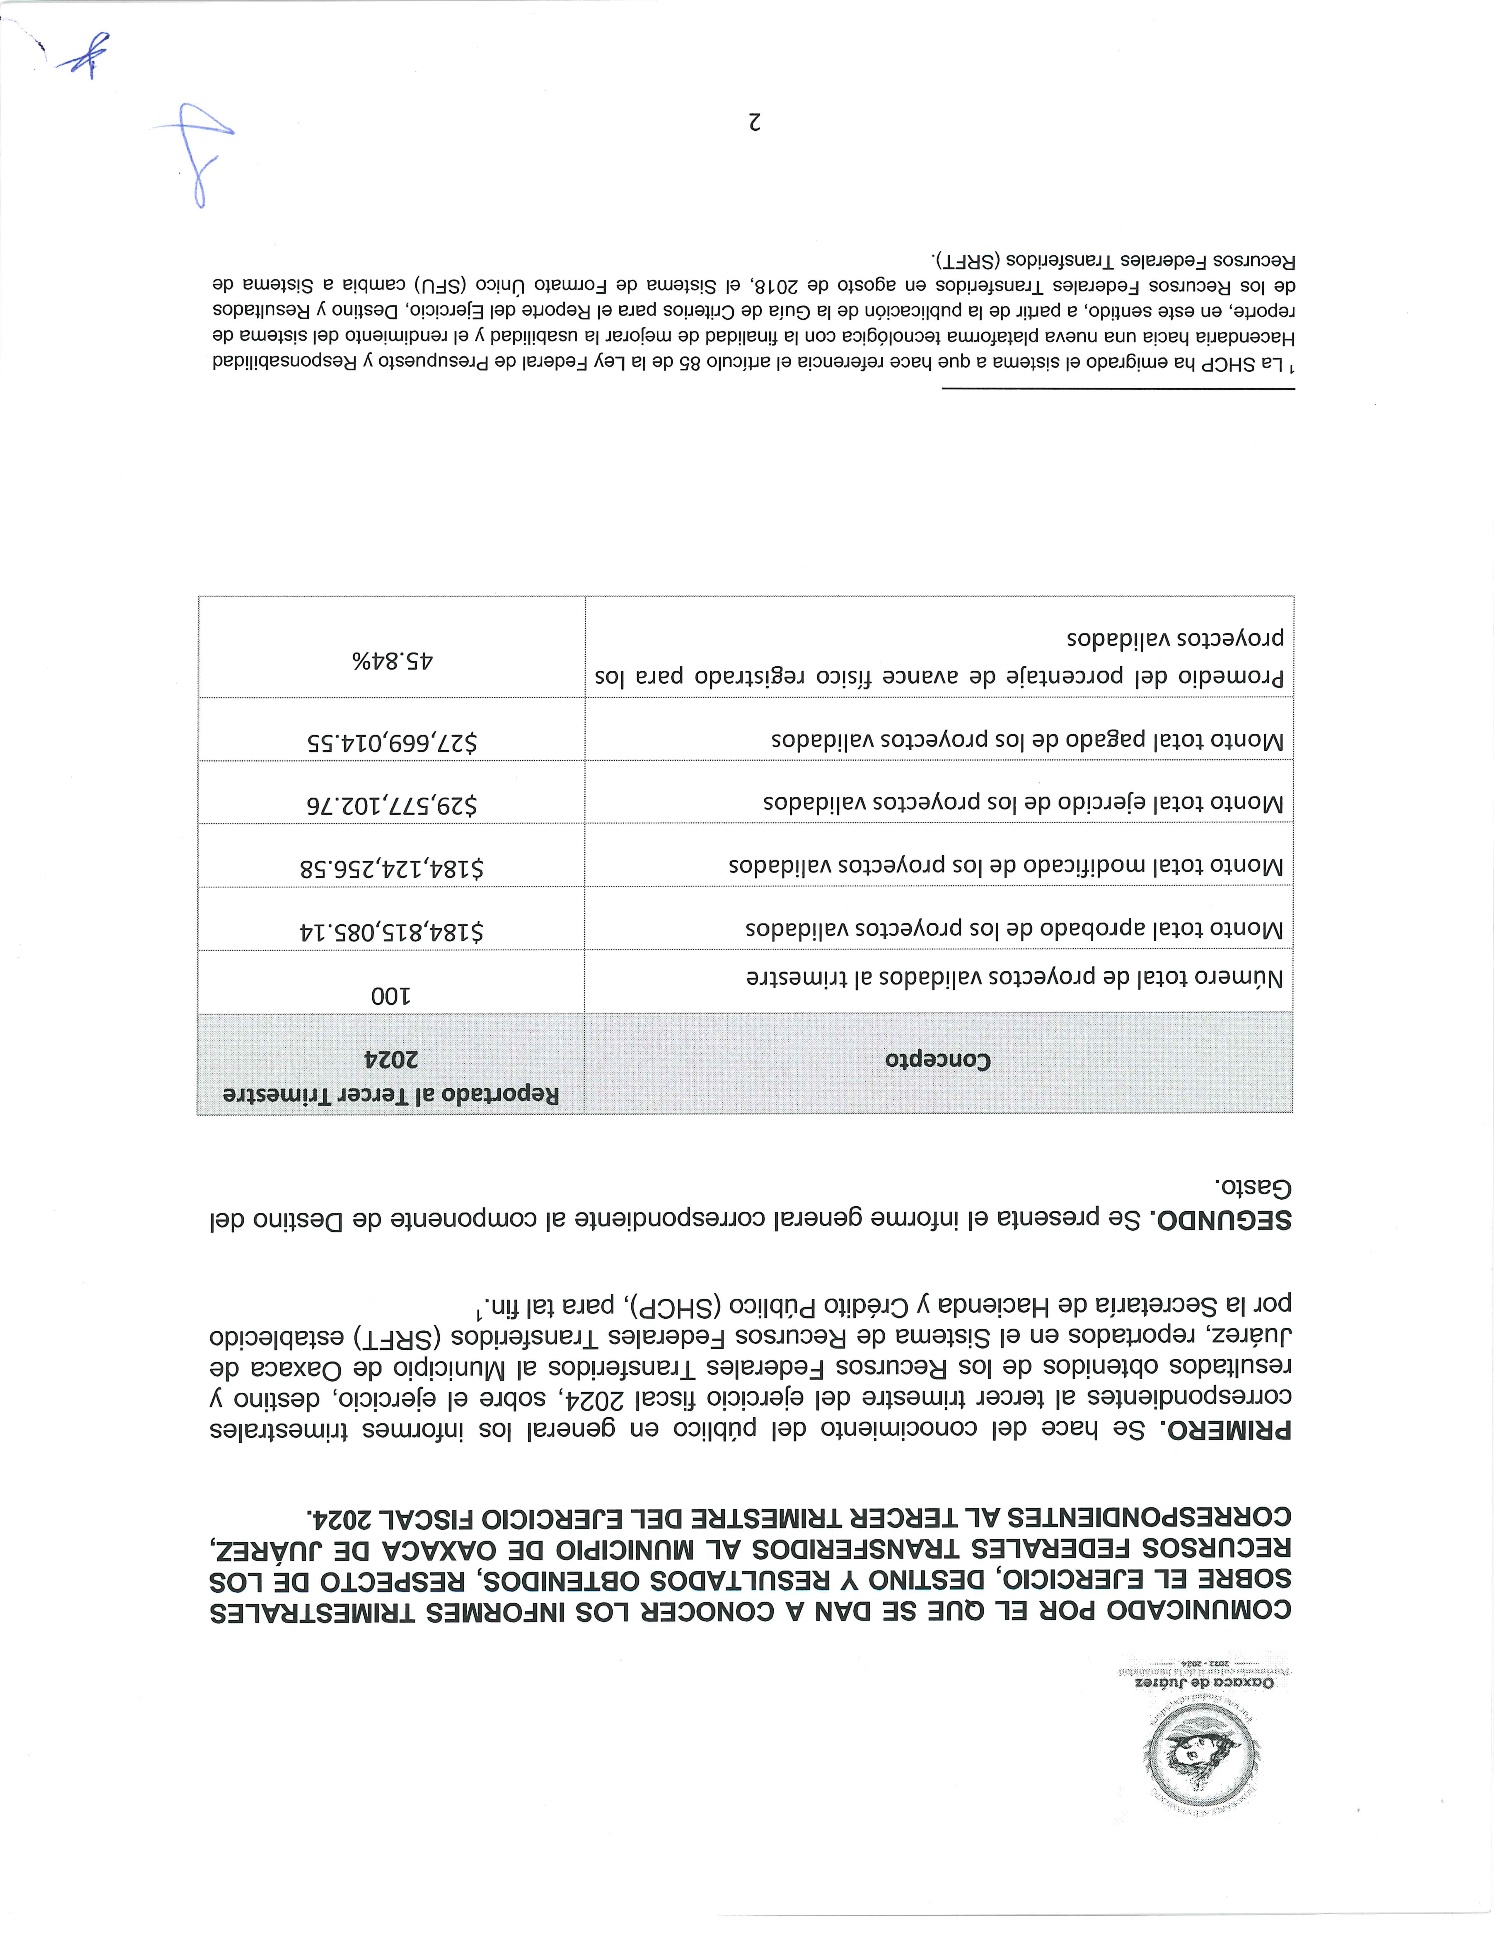 Oaxaca de Juárez
2022 - 2024
COMUNICADO POR EL QUE SE DAN A CONOCER LOS INFORMES TRIMESTRALES
SOBRE EL EJERCICIO, DESTINO Y RESULTADOS OBTENIDOS, RESPECTO DE LOS
RECURSOS FEDERALES TRANSFERIDOS AL MUNICIPIO DE OAXACA DE JUÁREZ,
CORRESPONDIENTES AL TERCER TRIMESTRE DEL EJERCICIO FISCAL 2024.
PRIMERO. Se hace del conocimiento del público en general los informes trimestrales
correspondientes al tercer trimestre del ejercicio fiscal 2024, sobre el ejercicio, destino y
resultados obtenidos de los Recursos Federales Transferidos al Municipio de Oaxaca de
Juárez, reportados en el Sistema de Recursos Federales Transferidos (SRFT) establecido
por la Secretaría de Hacienda y Crédito Público (SHCP), para tal fin.¹
SEGUNDO. Se presenta el informe general correspondiente al componente de Destino del
Gasto.
Concepto
Reportado al Tercer Trimestre
2024
Número total de proyectos validados al trimestre
100
Monto total aprobado de los proyectos validados
$184,815,085.14
Monto total modificado de los proyectos validados
$184,124,256.58
Monto total ejercido de los proyectos validados
$29,577,102.76
Monto total pagado de los proyectos validados
$27,669,014.55
Promedio del porcentaje de avance físico registrado para los
proyectos validados
45.84%
¹ La SHCP ha emigrado el sistema a que hace referencia el artículo 85 de la Ley Federal de Presupuesto y Responsabilidad
Hacendaria hacia una nueva plataforma tecnológica con la finalidad de mejorar la usabilidad y el rendimiento del sistema de
reporte, en este sentido, a partir de la publicación de la Guía de Criterios para el Reporte del Ejercicio, Destino y Resultados
de los Recursos Federales Transferidos en agosto de 2018, el Sistema de Formato Único (SFU) cambia a Sistema de
Recursos Federales Transferidos (SRFT).
2